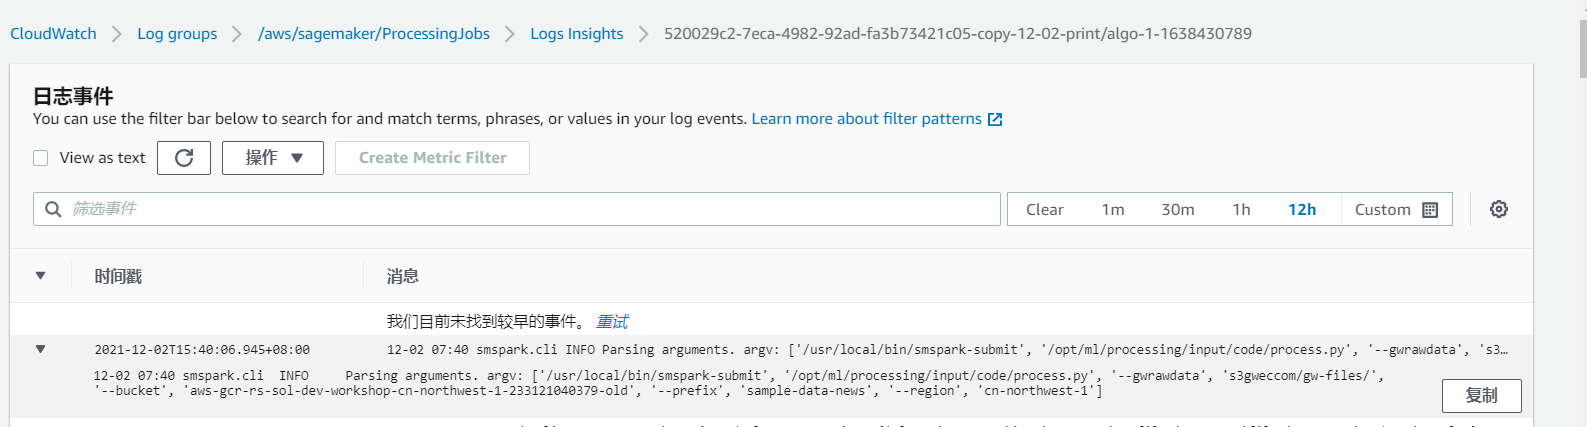 CloudWatch > Log groups > /aws/sagemaker/ProcessingJobs > Logs Insights > 520029c2-7eca-4982-92ad-fa3b73421c05-copy-12-02-print/algo-1-1638430789
日志事件
You can use the filter bar below to search for and match terms, phrases, or values in your log events. Learn more about filter patterns
View as text 操作 Create Metric Filter
筛选事件 Clear 1m 30m 1h 12h Custom
时间戳 消息
我们目前未找到较早的事件。 重试
2021-12-02T15:40:06.945+08:00 12-02 07:40 smspark.cli INFO Parsing arguments. argv: ['/usr/local/bin/smspark-submit', '/opt/ml/processing/input/code/process.py', '--gwrawdata', 's3…
12-02 07:40 smspark.cli INFO Parsing arguments. argv: ['/usr/local/bin/smspark-submit', '/opt/ml/processing/input/code/process.py', '--gwrawdata', 's3gweccom/gw-files/',
'--bucket', 'aws-gcr-rs-sol-dev-workshop-cn-northwest-1-233121040379-old', '--prefix', 'sample-data-news', '--region', 'cn-northwest-1']
复制